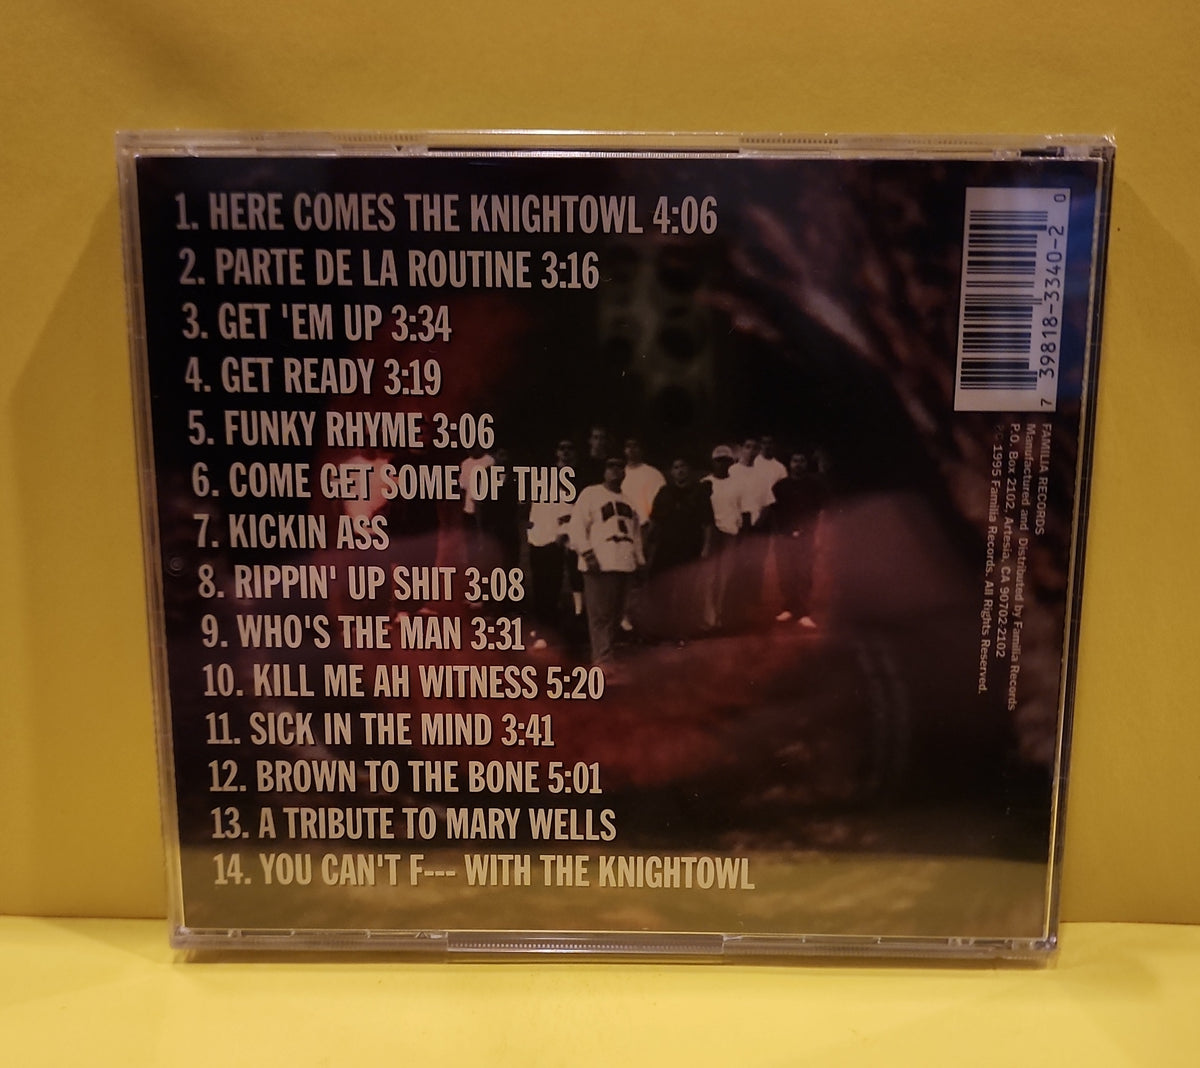 1. HERE COMES THE KNIGHTOWL 4:06
2. PARTE DE LA ROUTINE 3:16
3. GET 'EM UP 3:34
4. GET READY 3:19
5. FUNKY RHYME 3:06
6. COME GET SOME OF THIS
7. KICKIN ASS
8. RIPPIN' UP SHIT 3:08
9. WHO'S THE MAN 3:31
10. KILL ME AH WITNESS 5:20
11. SICK IN THE MIND 3:41
12. BROWN TO THE BONE 5:01
13. A TRIBUTE TO MARY WELLS
14. YOU CAN'T F--- WITH THE KNIGHTOWL
7 39818-3340-2 0
FAMILIA RECORDS
Manufactured and Distributed by Familia Records
P.O. Box 2102, Artesia, CA 90702-2102
1995 Familia Records. All Rights Reserved.